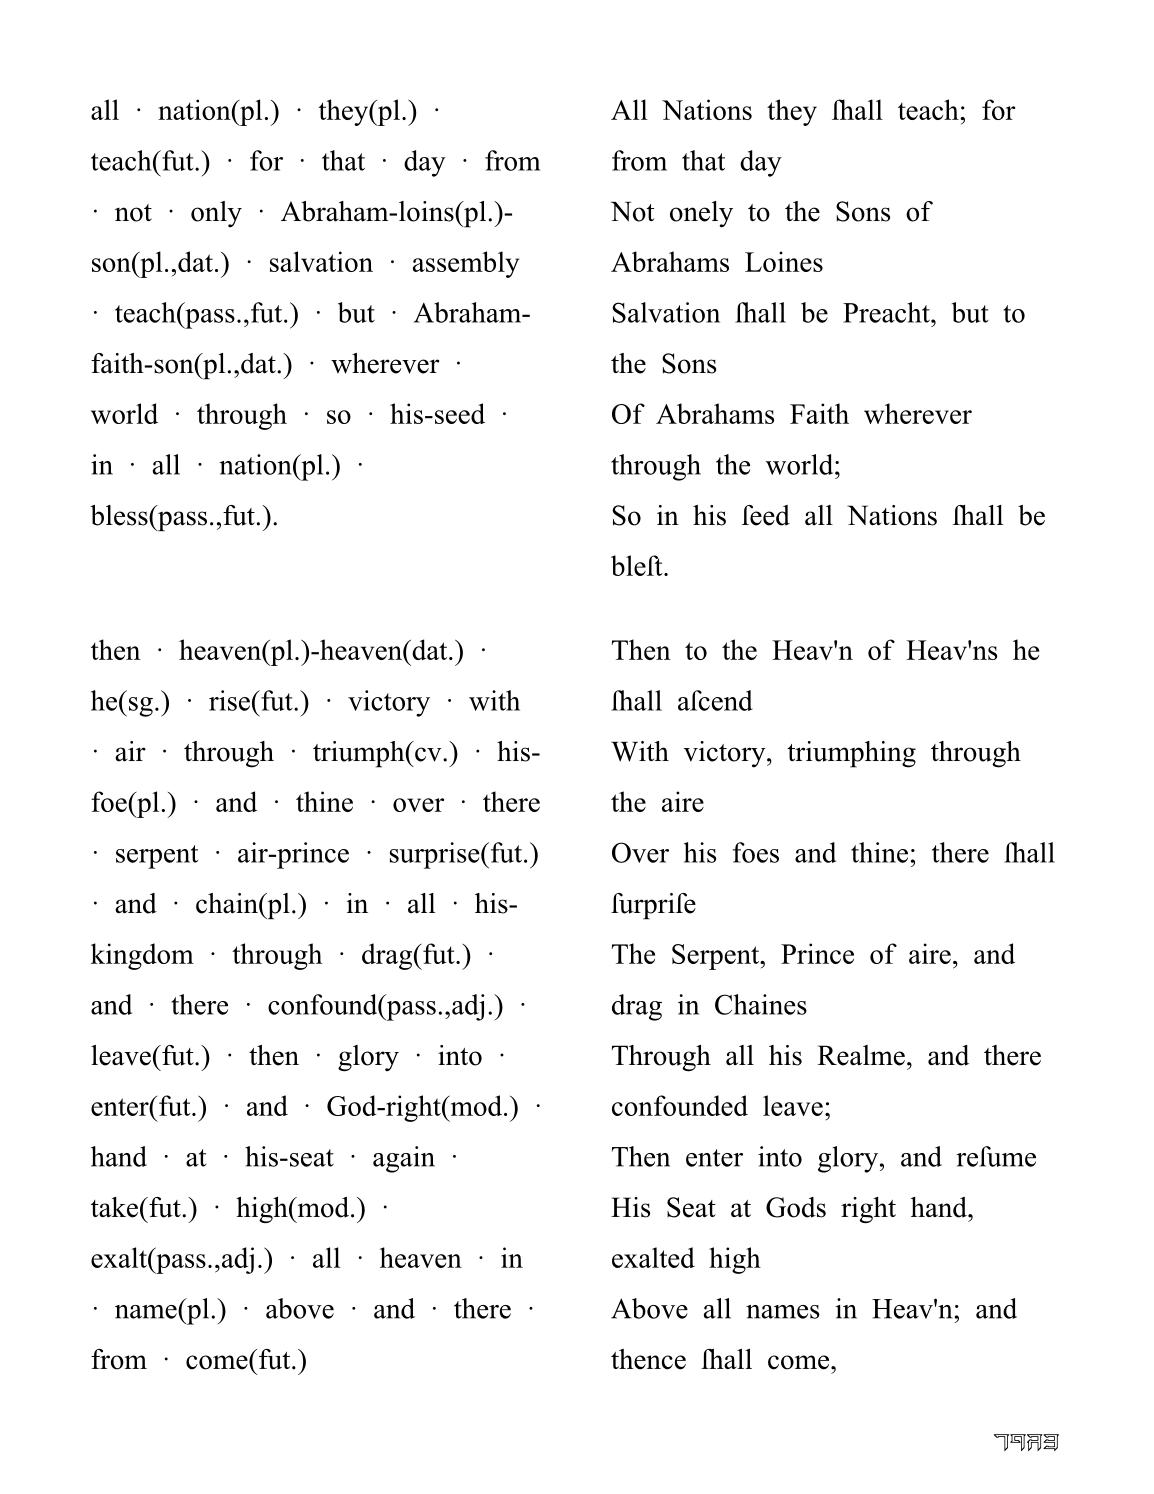 all · nation(pl.) · they(pl.) ·
teach(fut.) · for · that · day · from
· not · only · Abraham-loins(pl.)-
son(pl.,dat.) · salvation · assembly
· teach(pass.,fut.) · but · Abraham-
faith-son(pl.,dat.) · wherever ·
world · through · so · his-seed ·
in · all · nation(pl.) ·
bless(pass.,fut.).
All Nations they ſhall teach; for
from that day
Not onely to the Sons of
Abrahams Loines
Salvation ſhall be Preacht, but to
the Sons
Of Abrahams Faith wherever
through the world;
So in his ſeed all Nations ſhall be
bleſt.
then · heaven(pl.)-heaven(dat.) ·
he(sg.) · rise(fut.) · victory · with
· air · through · triumph(cv.) · his-
foe(pl.) · and · thine · over · there
· serpent · air-prince · surprise(fut.)
· and · chain(pl.) · in · all · his-
kingdom · through · drag(fut.) ·
and · there · confound(pass.,adj.) ·
leave(fut.) · then · glory · into ·
enter(fut.) · and · God-right(mod.) ·
hand · at · his-seat · again ·
take(fut.) · high(mod.) ·
exalt(pass.,adj.) · all · heaven · in
· name(pl.) · above · and · there ·
from · come(fut.)
Then to the Heav'n of Heav'ns he
ſhall aſcend
With victory, triumphing through
the aire
Over his foes and thine; there ſhall
ſurpriſe
The Serpent, Prince of aire, and
drag in Chaines
Through all his Realme, and there
confounded leave;
Then enter into glory, and reſume
His Seat at Gods right hand,
exalted high
Above all names in Heav'n; and
thence ſhall come,